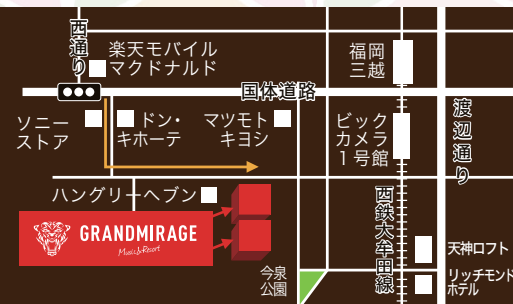 西通り
楽天モバイル
マクドナルド
福岡
三越
国体道路
渡辺通り
ソニー
ストア
ドン・
キホーテ
マツモト
キヨシ
ビック
カメラ
1号館
ハングリーヘブン
西鉄大牟田線
GRANDMIRAGE
Music & Resort
天神ロフト
今泉
公園
リッチモンド
ホテル